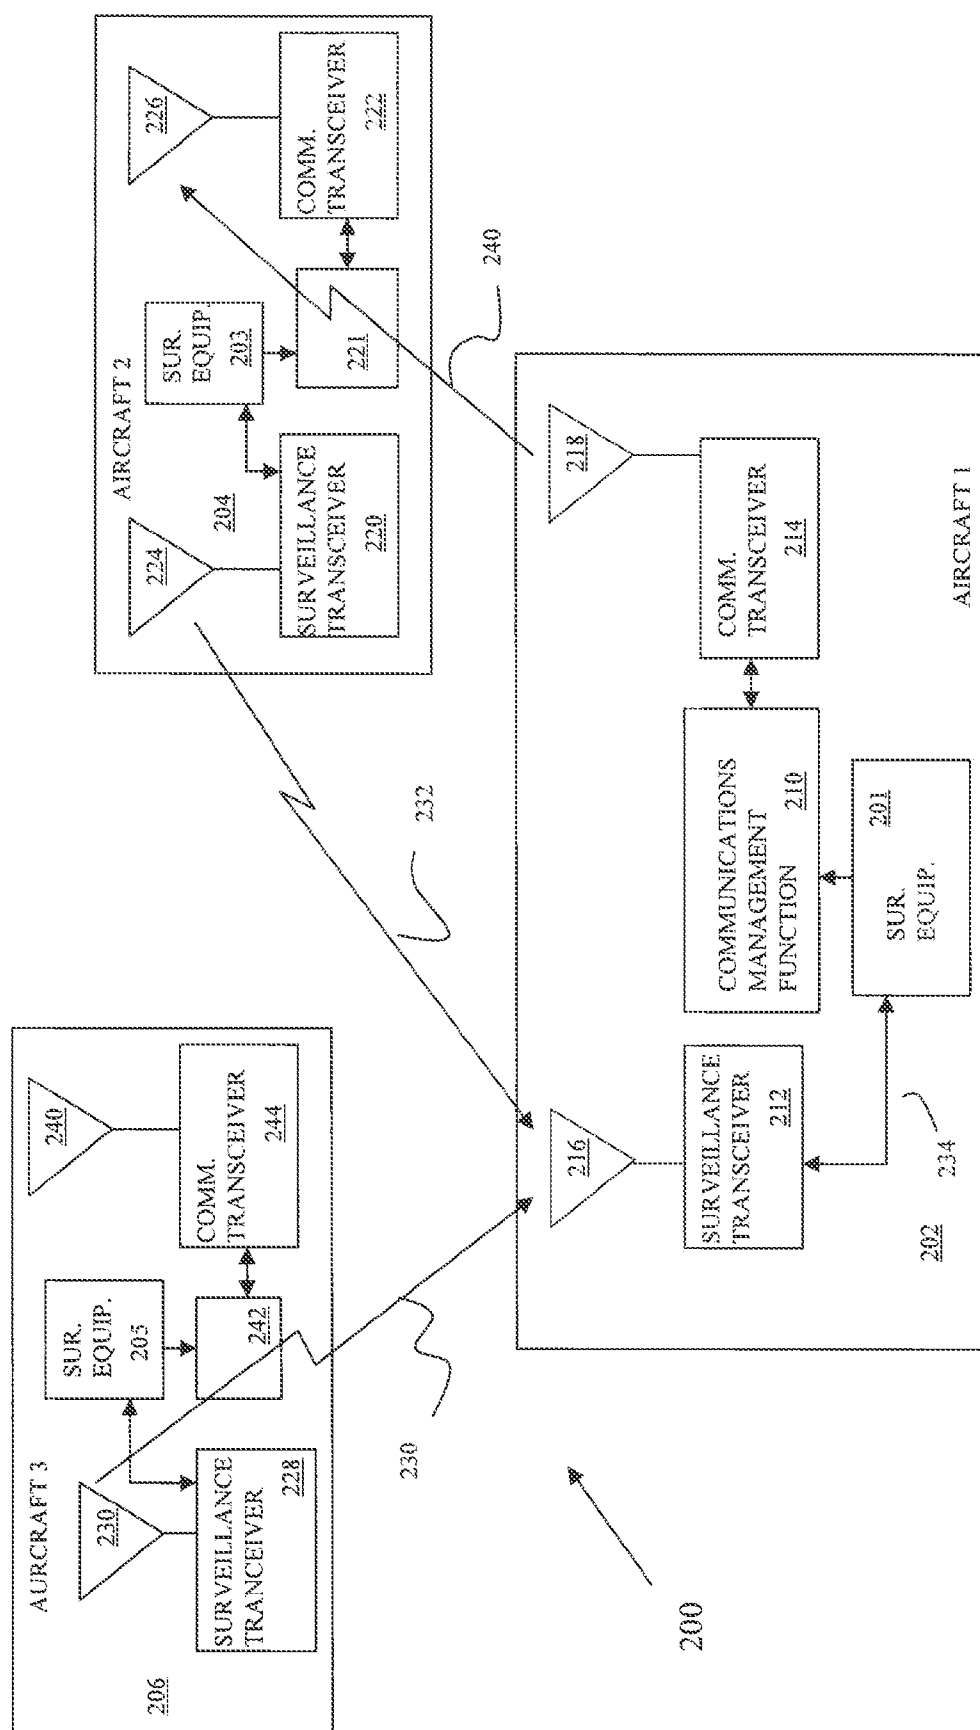 AURCRAFT 3
206
230
SURVEILLANCE
TRANCEIVER
228
SUR.
EQUIP.
205
242
240
COMM.
TRANSCEIVER
244
AIRCRAFT 2
204
224
SURVEILLANCE
TRANSCEIVER
220
SUR.
EQUIP.
203
221
226
COMM.
TRANSCEIVER
222
230
232
240
200
202
216
SURVEILLANCE
TRANSCEIVER
212
234
COMMUNICATIONS
MANAGEMENT
FUNCTION
210
SUR.
EQUIP.
201
218
COMM.
TRANSCEIVER
214
AIRCRAFT 1